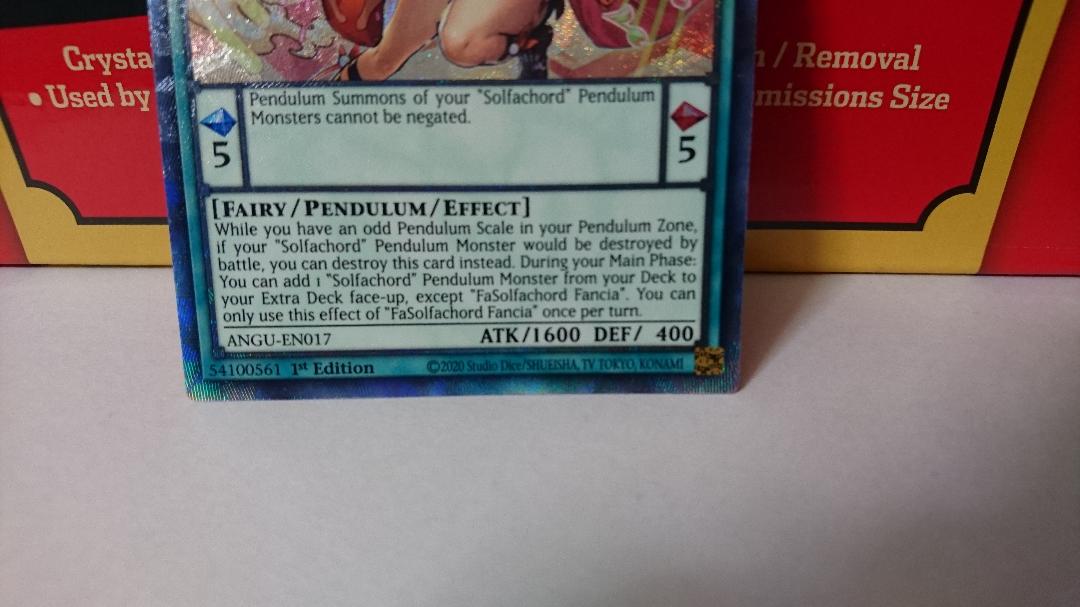 Crysta
• Used by
n / Removal
missions Size
Pendulum Summons of your "Solfachord" Pendulum
Monsters cannot be negated.
5
5
[FAIRY/PENDULUM/EFFECT]
While you have an odd Pendulum Scale in your Pendulum Zone,
if your "Solfachord" Pendulum Monster would be destroyed by
battle, you can destroy this card instead. During your Main Phase:
You can add 1 "Solfachord" Pendulum Monster from your Deck to
your Extra Deck face-up, except "FaSolfachord Fancia". You can
only use this effect of "FaSolfachord Fancia" once per turn.
ANGU-EN017 ATK/1600 DEF/ 400
54100561 1st Edition ©2020 Studio Dice/SHUEISHA, TV TOKYO, KONAMI